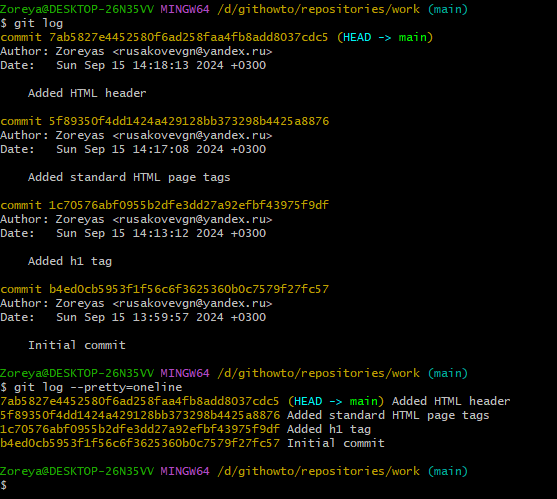 Zoreya@DESKTOP-26N35VV MINGW64 /d/githowto/repositories/work (main)
$ git log
commit 7ab5827e4452580f6ad258faa4fb8add8037cdc5 (HEAD -> main)
Author: Zoreyas <rusakovevgn@yandex.ru>
Date:   Sun Sep 15 14:18:13 2024 +0300

    Added HTML header

commit 5f89350f4dd1424a429128bb373298b4425a8876
Author: Zoreyas <rusakovevgn@yandex.ru>
Date:   Sun Sep 15 14:17:08 2024 +0300

    Added standard HTML page tags

commit 1c70576abf0955b2dfe3dd27a92efbf43975f9df
Author: Zoreyas <rusakovevgn@yandex.ru>
Date:   Sun Sep 15 14:13:12 2024 +0300

    Added h1 tag

commit b4ed0cb5953f1f56c6f3625360b0c7579f27fc57
Author: Zoreyas <rusakovevgn@yandex.ru>
Date:   Sun Sep 15 13:59:57 2024 +0300

    Initial commit

Zoreya@DESKTOP-26N35VV MINGW64 /d/githowto/repositories/work (main)
$ git log --pretty=oneline
7ab5827e4452580f6ad258faa4fb8add8037cdc5 (HEAD -> main) Added HTML header
5f89350f4dd1424a429128bb373298b4425a8876 Added standard HTML page tags
1c70576abf0955b2dfe3dd27a92efbf43975f9df Added h1 tag
b4ed0cb5953f1f56c6f3625360b0c7579f27fc57 Initial commit

Zoreya@DESKTOP-26N35VV MINGW64 /d/githowto/repositories/work (main)
$